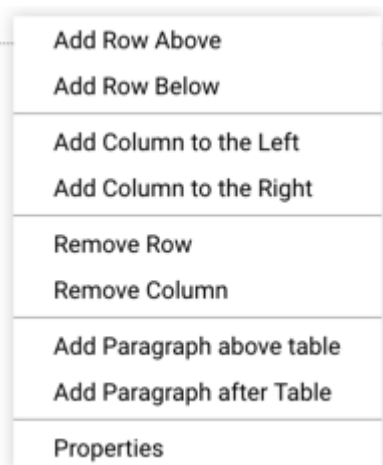 Add Row Above
Add Row Below
Add Column to the Left
Add Column to the Right
Remove Row
Remove Column
Add Paragraph above table
Add Paragraph after Table
Properties